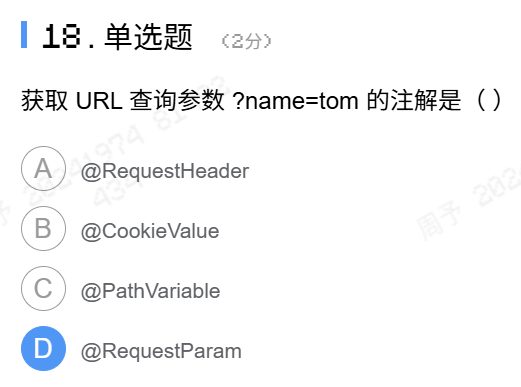 18.单选题 (2分)
获取 URL 查询参数 ?name=tom 的注解是（ ）
A @RequestHeader
B @CookieValue
C @PathVariable
D @RequestParam